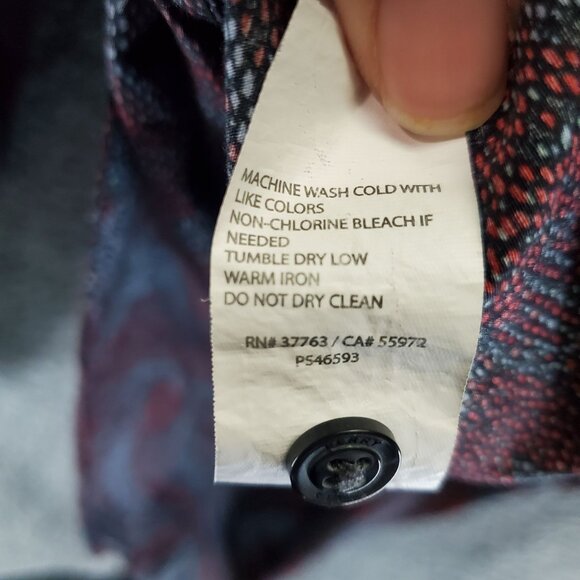 MACHINE WASH COLD WITH
LIKE COLORS
NON-CHLORINE BLEACH IF
NEEDED
TUMBLE DRY LOW
WARM IRON
DO NOT DRY CLEAN
RN# 37763 / CA# 55972
PS46593